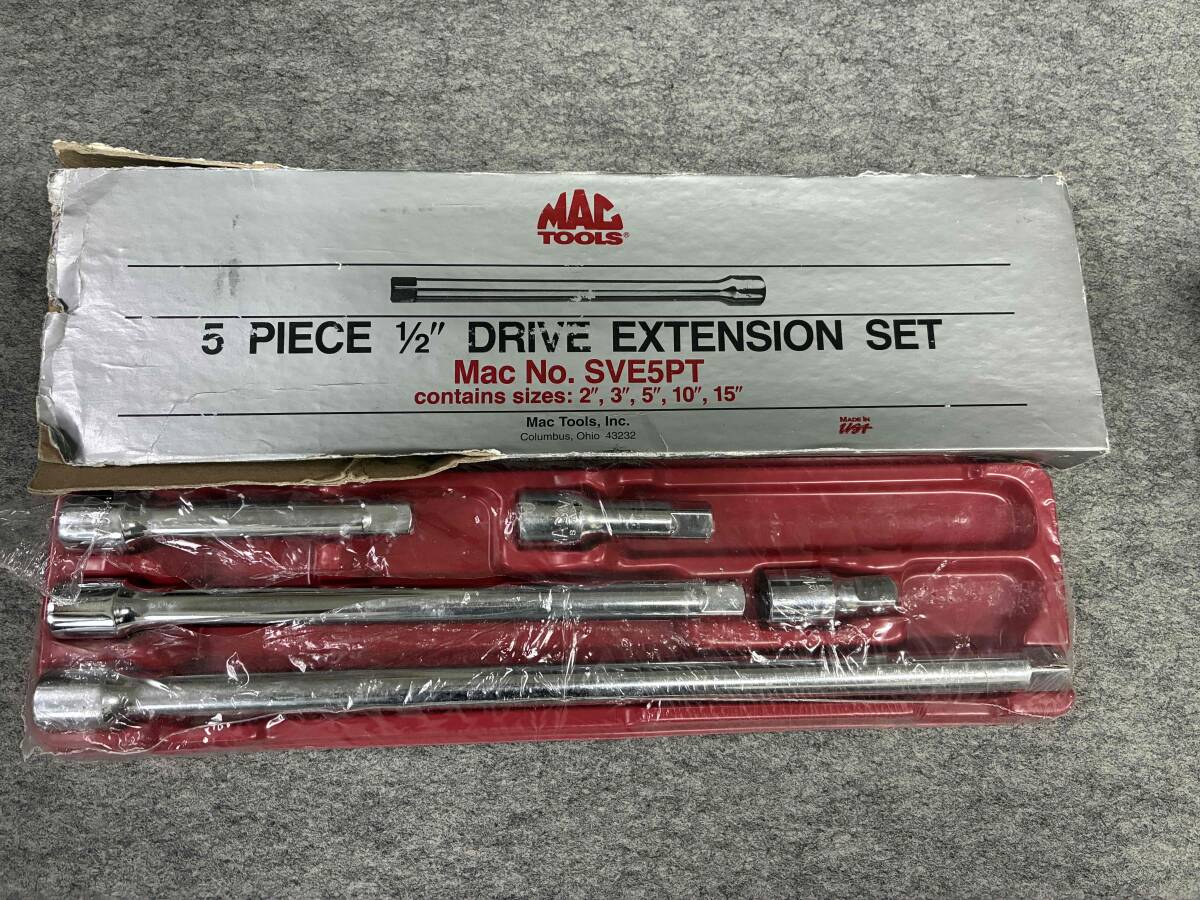 MAC
TOOLS®
5 PIECE ½" DRIVE EXTENSION SET
Mac No. SVE5PT
contains sizes: 2", 3", 5", 10", 15"
Mac Tools, Inc.
Columbus, Ohio 43232
MADE IN
USA